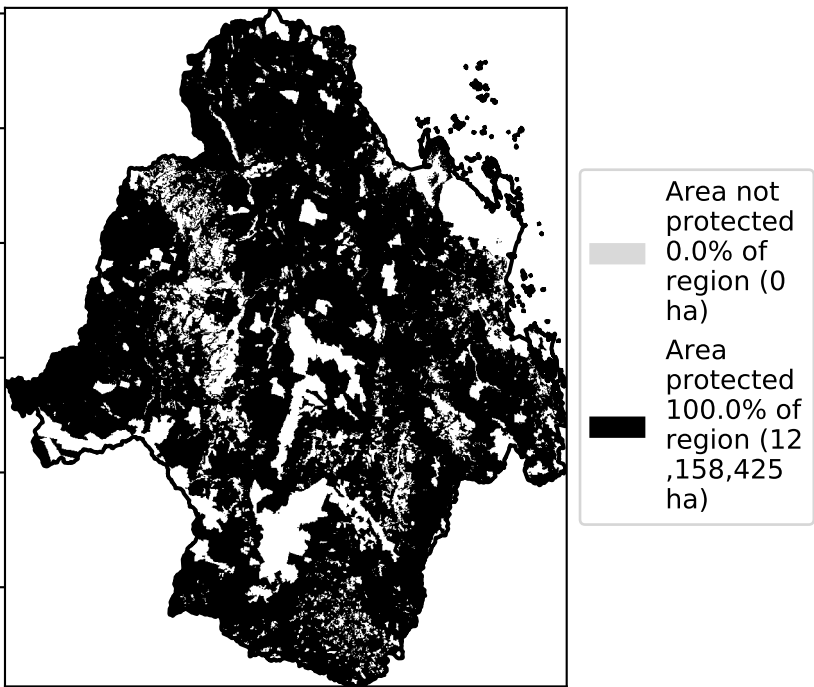 Area not
protected
0.0% of
region (0
ha)
Area
protected
100.0% of
region (12
,158,425
ha)